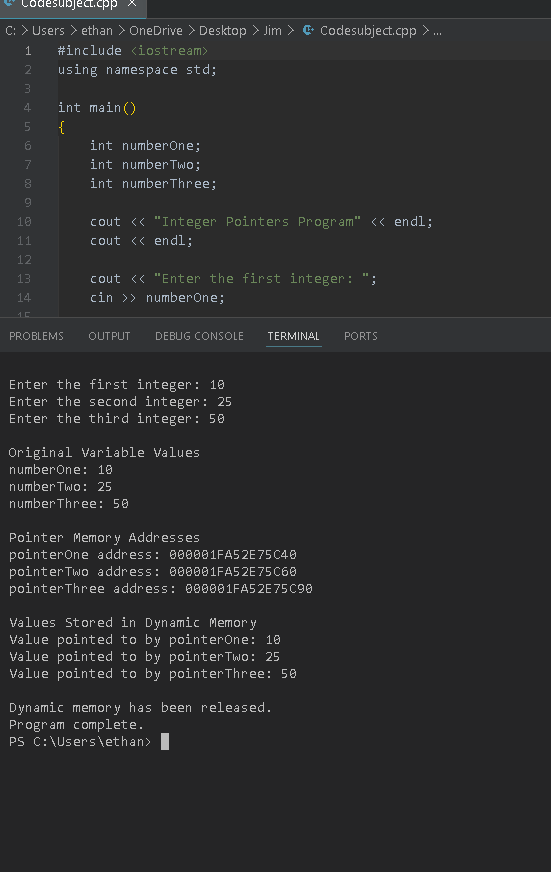 Codesubject.cpp ×
C: > Users > ethan > OneDrive > Desktop > Jim > Codesubject.cpp > ...
1 #include <iostream>
2 using namespace std;
3
4 int main()
5 {
6 int numberOne;
7 int numberTwo;
8 int numberThree;
9
10 cout << "Integer Pointers Program" << endl;
11 cout << endl;
12
13 cout << "Enter the first integer: ";
14 cin >> numberOne;
15
PROBLEMS OUTPUT DEBUG CONSOLE TERMINAL PORTS
Enter the first integer: 10
Enter the second integer: 25
Enter the third integer: 50
Original Variable Values
numberOne: 10
numberTwo: 25
numberThree: 50
Pointer Memory Addresses
pointerOne address: 000001FA52E75C40
pointerTwo address: 000001FA52E75C60
pointerThree address: 000001FA52E75C90
Values Stored in Dynamic Memory
Value pointed to by pointerOne: 10
Value pointed to by pointerTwo: 25
Value pointed to by pointerThree: 50
Dynamic memory has been released.
Program complete.
PS C:\Users\ethan>